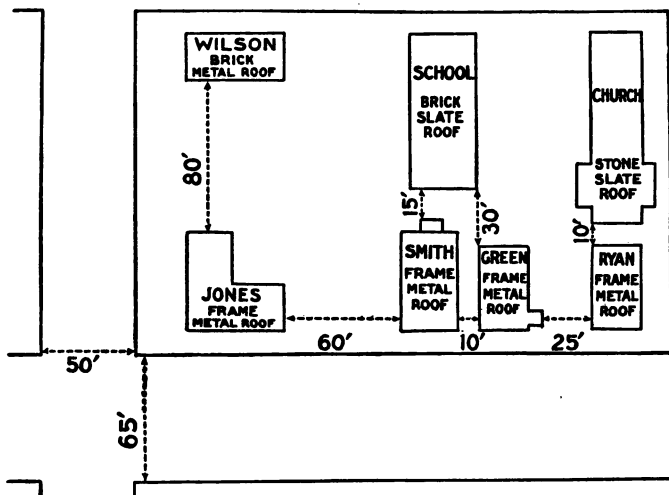 WILSON
BRICK
METAL ROOF
SCHOOL
BRICK
SLATE
ROOF
CHURCH
STONE
SLATE
ROOF
80'
15'
30'
10'
JONES
FRAME
METAL ROOF
SMITH
FRAME
METAL
ROOF
GREEN
FRAME
METAL
ROOF
RYAN
FRAME
METAL
ROOF
60'
10'
25'
50'
65'